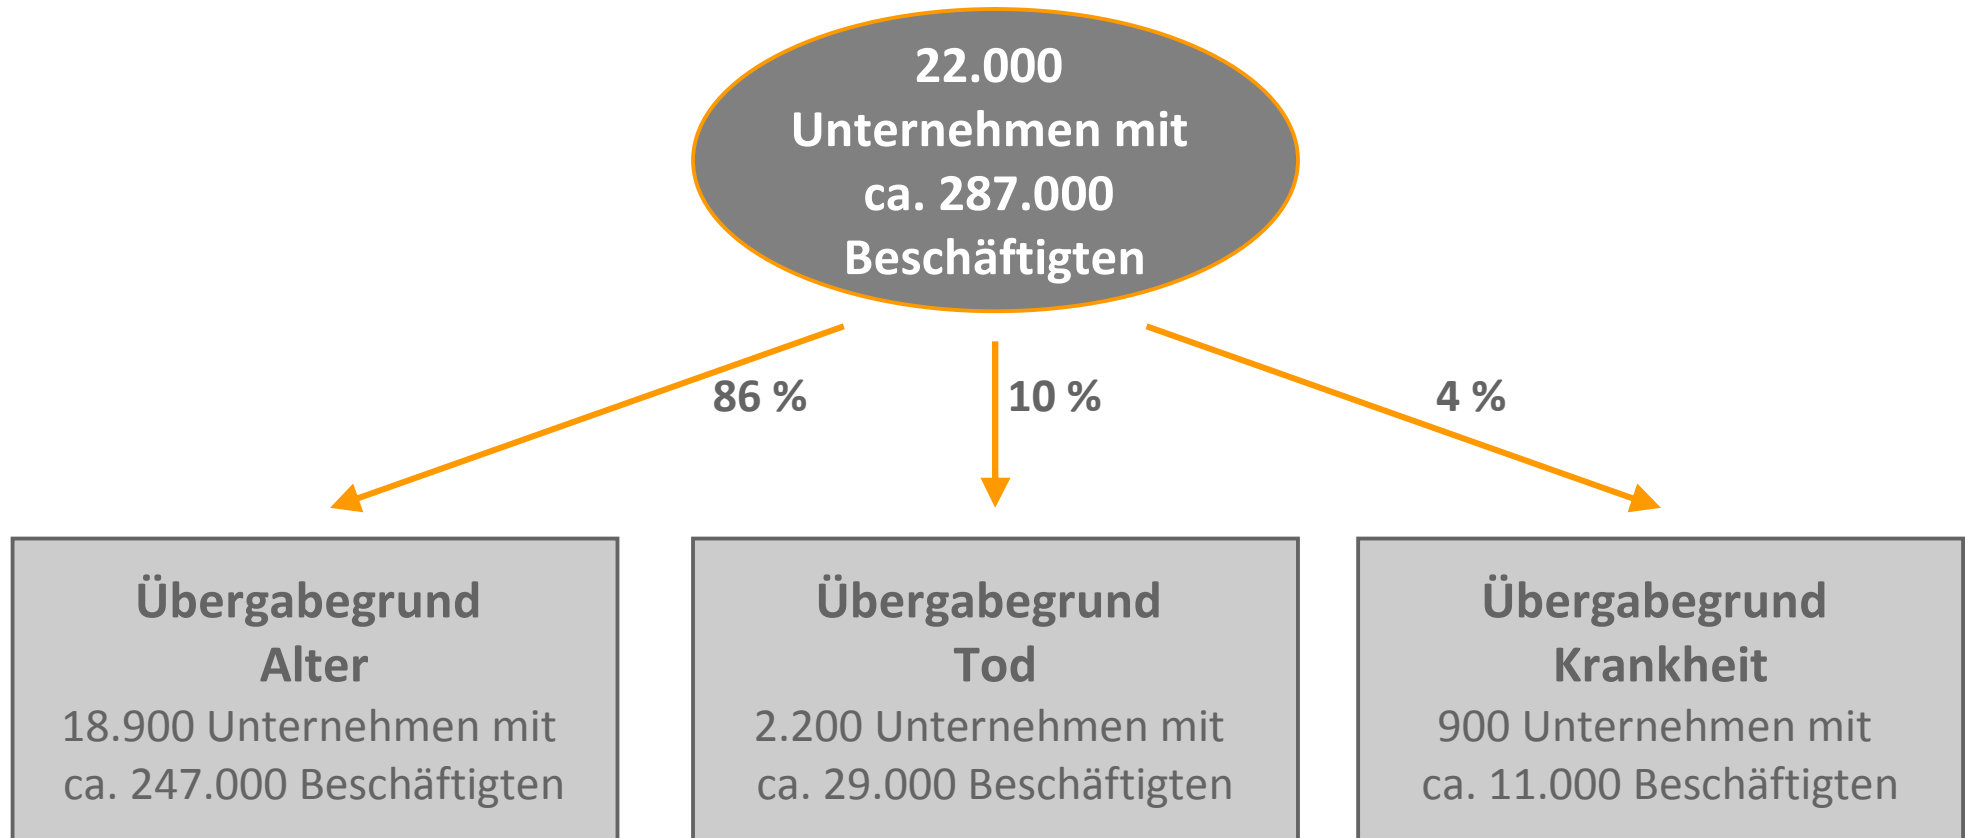 22.000
Unternehmen mit
ca. 287.000
Beschäftigten
86 %
10 %
4 %
Übergabegrund
Alter
18.900 Unternehmen mit
ca. 247.000 Beschäftigten
Übergabegrund
Tod
2.200 Unternehmen mit
ca. 29.000 Beschäftigten
Übergabegrund
Krankheit
900 Unternehmen mit
ca. 11.000 Beschäftigten